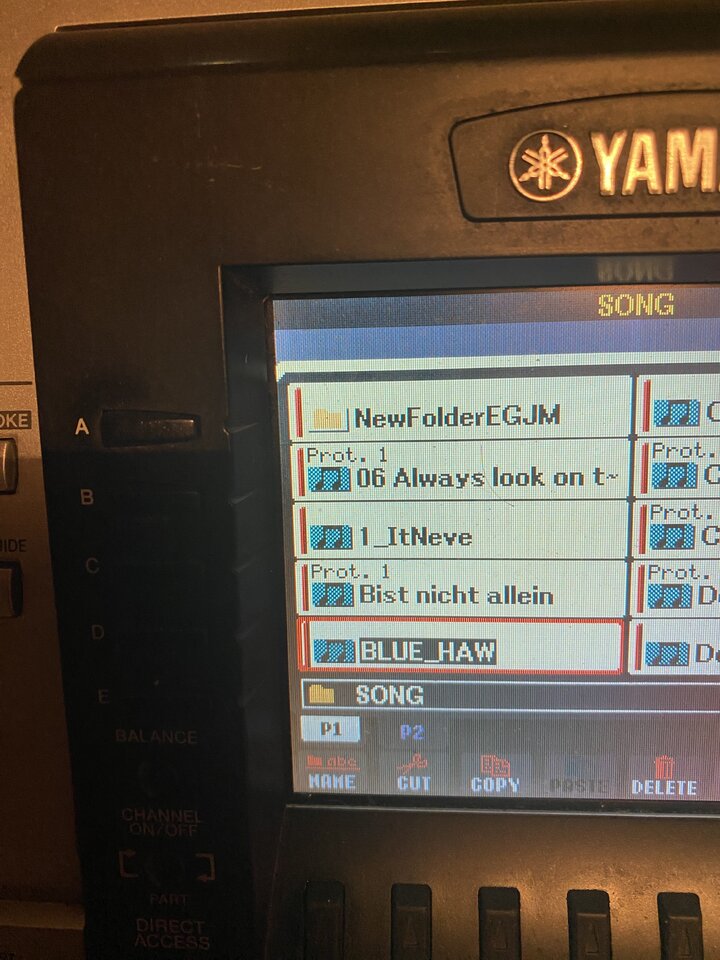 YAM
SONG
OKE
A
NewFolderEGJM
Prot. 1
06 Always look on t~
Prot.
C
B
1_ItNeve
Prot.
C
IDE
C
Prot. 1
Bist nicht allein
Prot.
D
BLUE_HAW
E
SONG
P1
P2
BALANCE
NAME
CUT
COPY
PASTE
DELETE
CHANNEL
ON/OFF
PART
DIRECT
ACCESS